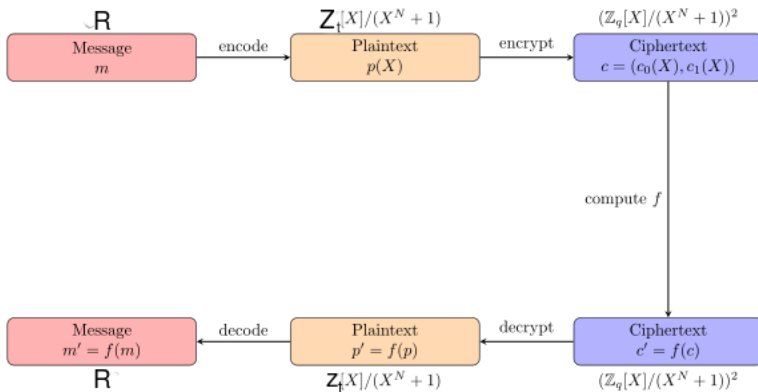 R
Z_t[X]/(X^N + 1)
(ℤ_q[X]/(X^N + 1))^2
Message
m
encode
Plaintext
p(X)
encrypt
Ciphertext
c = (c_0(X), c_1(X))
compute f
Message
m′ = f(m)
decode
Plaintext
p′ = f(p)
decrypt
Ciphertext
c′ = f(c)
R
z_t[X]/(X^N + 1)
(ℤ_q[X]/(X^N + 1))^2